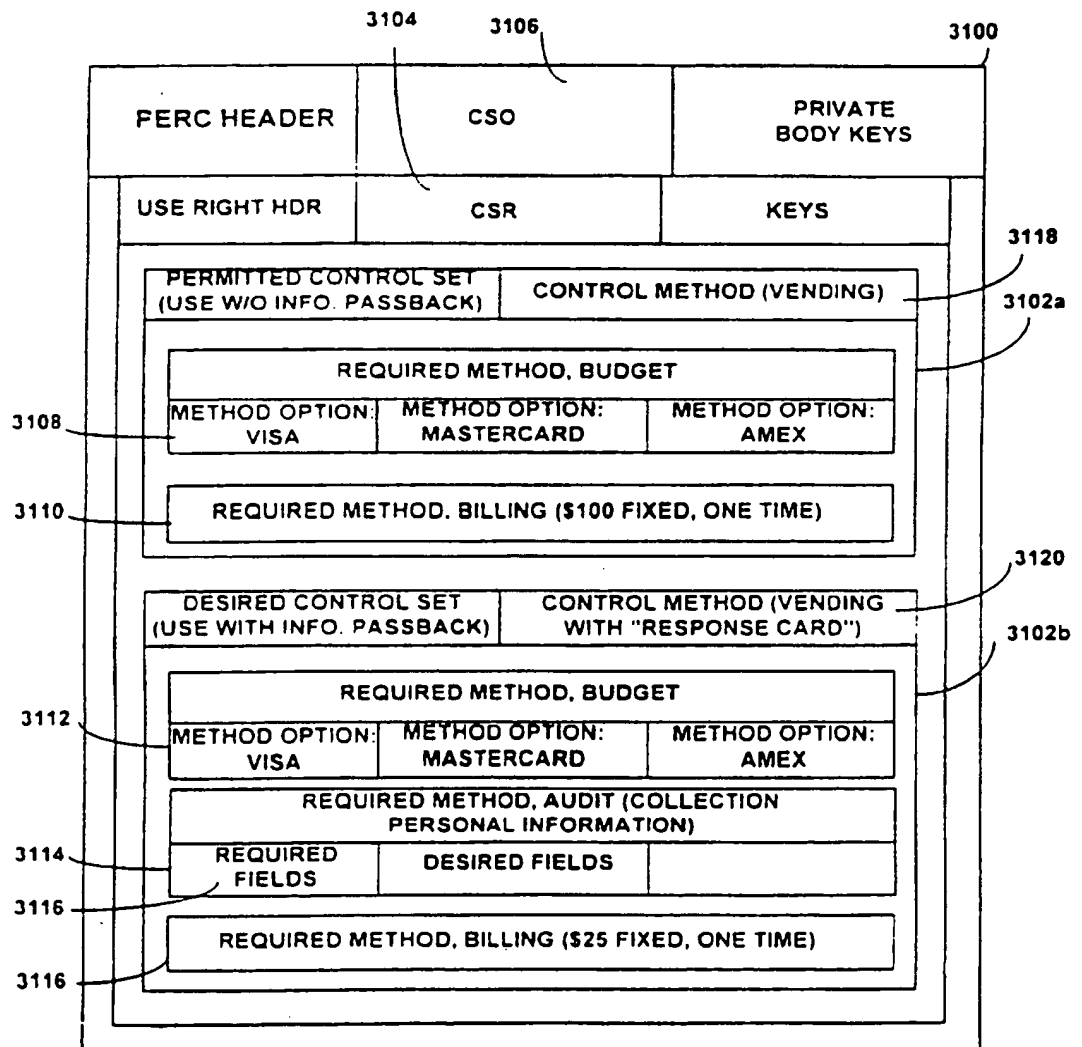 3104
3106
3100
PERC HEADER
CSO
PRIVATE
BODY KEYS
USE RIGHT HDR
CSR
KEYS
3118
PERMITTED CONTROL SET
(USE W/O INFO. PASSBACK)
CONTROL METHOD (VENDING)
3102a
REQUIRED METHOD, BUDGET
3108
METHOD OPTION:
VISA
METHOD OPTION:
MASTERCARD
METHOD OPTION:
AMEX
3110
REQUIRED METHOD, BILLING ($100 FIXED, ONE TIME)
3120
DESIRED CONTROL SET
(USE WITH INFO. PASSBACK)
CONTROL METHOD (VENDING
WITH "RESPONSE CARD")
3102b
REQUIRED METHOD, BUDGET
3112
METHOD OPTION:
VISA
METHOD OPTION:
MASTERCARD
METHOD OPTION:
AMEX
REQUIRED METHOD, AUDIT (COLLECTION
PERSONAL INFORMATION)
3114
REQUIRED
FIELDS
DESIRED FIELDS
3116
REQUIRED METHOD, BILLING ($25 FIXED, ONE TIME)
3116